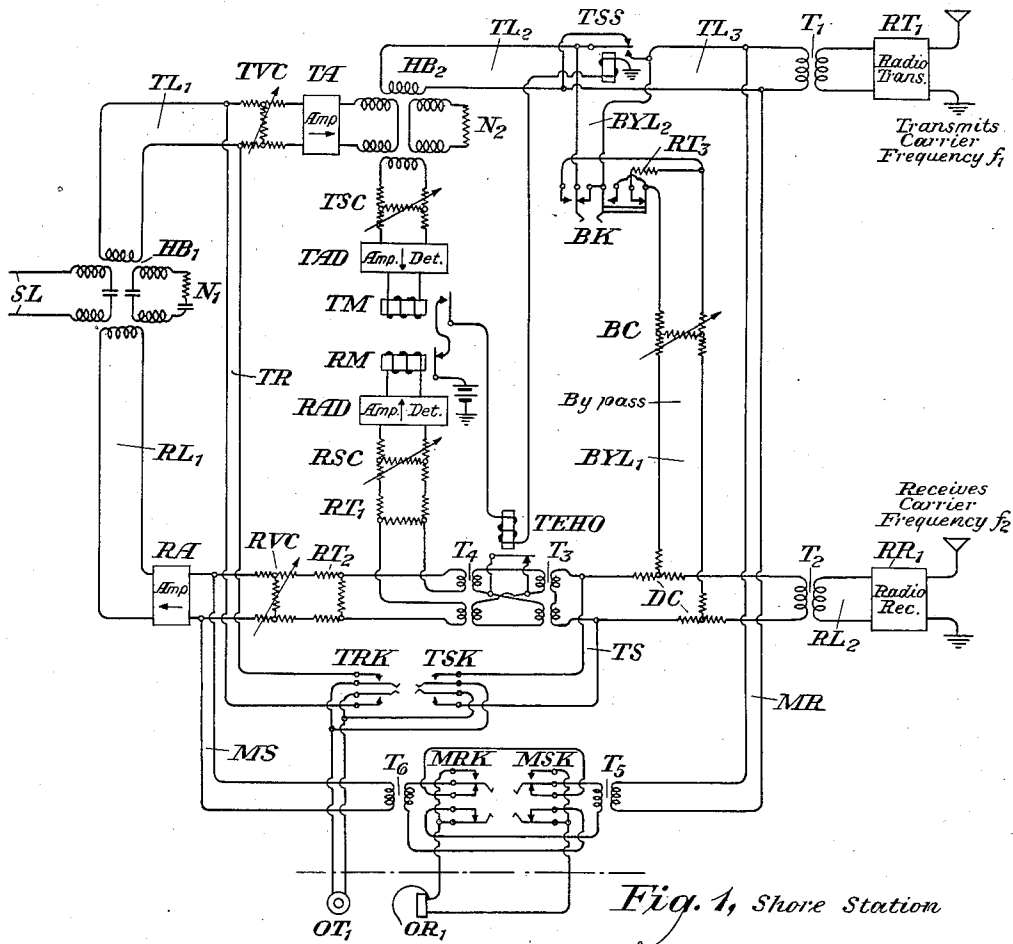 TSS
TL₂
TL₃
T₁
RT₁
TL₁
TVC
TA
HB₂
Radio Trans.
Amp
N₂
BYL₂
RT₃
Transmits
Carrier
Frequency f₁
TSC
BK
HB₁
TAD
Amp. Det.
SL
N₁
TM
BC
RM
TR
RAD
Amp. Det.
By pass
RL₁
RSC
BYL₁
RT₁
Receives
Carrier
Frequency f₂
TEHO
RA
RVC
RT₂
T₄
T₃
T₂
RR₁
Amp
DC
Radio Rec.
RL₂
TRK
TSK
TS
MR
MS
T₆
MRK
MSK
T₅
OT₁
OR₁
Fig. 1, Shore Station